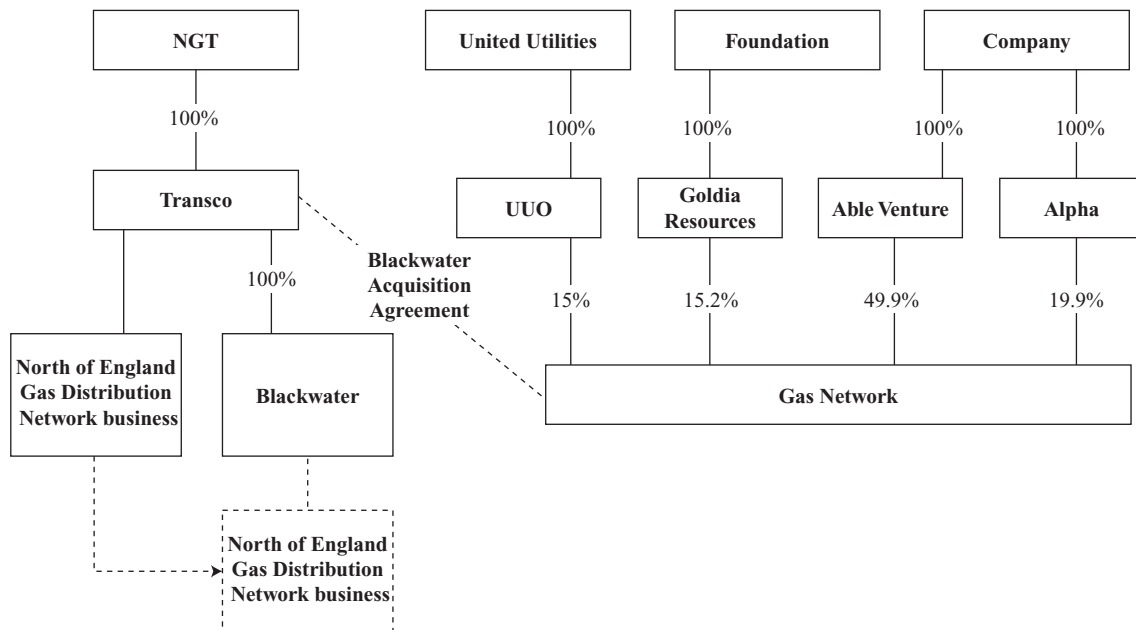 NGT
United Utilities
Foundation
Company
100%
100%
100%
100%
100%
Transco
UUO
Goldia
Resources
Able Venture
Alpha
100%
Blackwater
Acquisition
Agreement
15%
15.2%
49.9%
19.9%
North of England
Gas Distribution
Network business
Blackwater
Gas Network
North of England
Gas Distribution
Network business